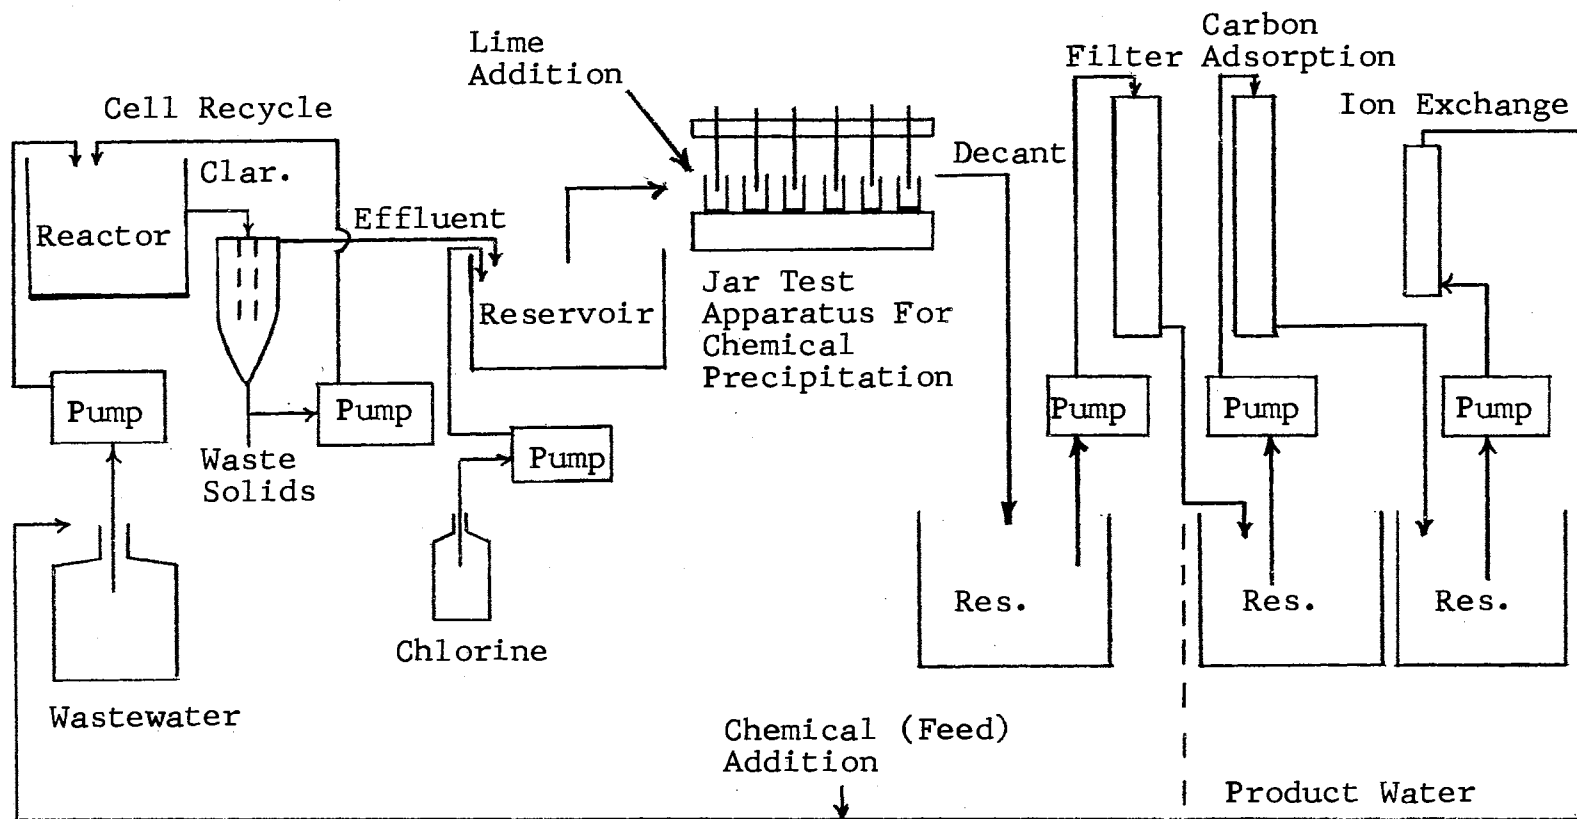 Lime
Addition
Carbon
Filter Adsorption
Ion Exchange
Cell Recycle
Clar.
Decant
Effluent
Reactor
Reservoir
Jar Test
Apparatus For
Chemical
Precipitation
Pump
Pump
Pump
Pump
Pump
Pump
Waste
Solids
Res.
Res.
Res.
Chlorine
Wastewater
Chemical (Feed)
Addition
Product Water